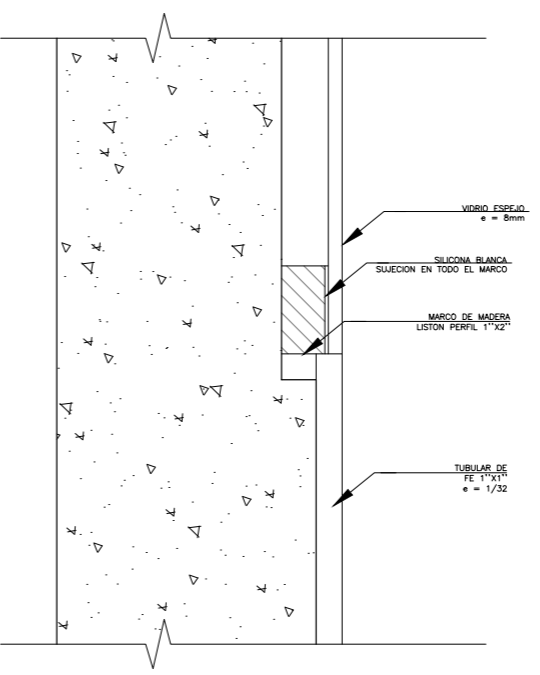 VIDRIO ESPEJO
e = 8mm
SILICONA BLANCA
SUJECION EN TODO EL MARCO
MARCO DE MADERA
LISTON PERFIL 1''X2''
TUBULAR DE
FE 1''X1''
e = 1/32